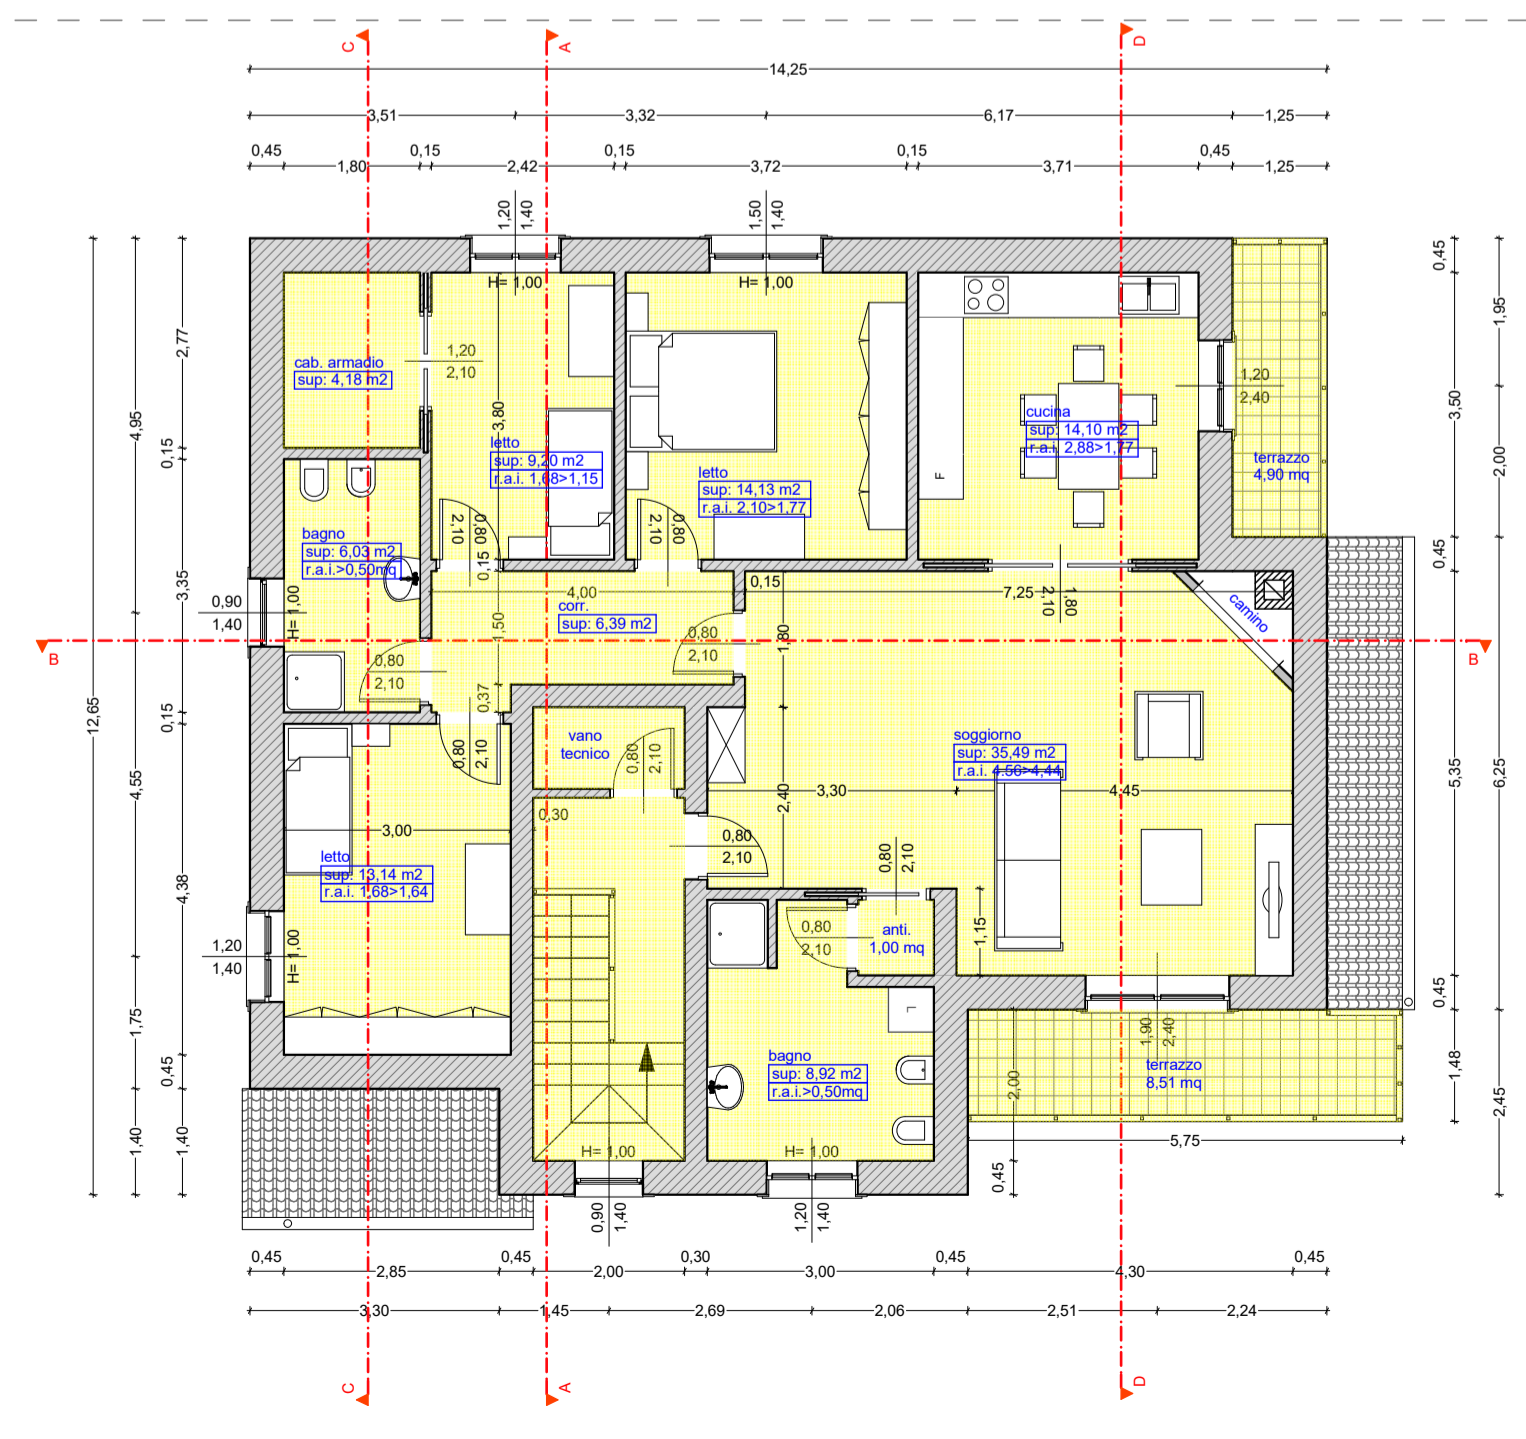 C
A
D
14,25
3,51
3,32
6,17
1,25
0,45
0,15
0,15
0,15
0,45
1,80
2,42
3,72
3,71
1,25
1,20
1,40
1,50
1,40
H= 1,00
H= 1,00
12,65
4,95
4,55
1,75
1,40
2,77
0,15
3,35
0,15
4,38
0,45
1,40
cab. armadio
sup: 4,18 m2
1,20
2,10
3,80
letto
sup: 9,20 m2
r.a.i. 1,68>1,15
letto
sup: 14,13 m2
r.a.i. 2,10>1,77
cucina
sup: 14,10 m2
r.a.i. 2,88>1,77
F
1,20
2,40
terrazzo
4,90 mq
0,45
3,50
0,45
5,35
0,45
1,48
1,95
2,00
6,25
2,45
0,80
2,10
0,15
0,80
2,10
bagno
sup: 6,03 m2
r.a.i.>0,50mq
0,90
1,40
H= 1,00
4,00
corr.
sup: 6,39 m2
1,50
0,37
0,80
2,10
0,80
2,10
0,15
7,25
1,80
2,10
1,80
camino
B
B
0,80
2,10
vano
tecnico
0,80
2,10
soggiorno
sup: 35,49 m2
r.a.i. 4.56>4,44
3,30
4,45
2,40
0,30
3,00
letto
sup: 13,14 m2
r.a.i. 1,68>1,64
0,80
2,10
0,80
2,10
1,20
1,40
H= 1,00
0,80
2,10
anti.
1,00 mq
1,15
L
bagno
sup: 8,92 m2
r.a.i.>0,50mq
1,90
2,40
terrazzo
8,51 mq
2,00
5,75
0,45
H= 1,00
H= 1,00
0,90
1,40
1,20
1,40
0,45
0,45
0,30
0,45
0,45
2,85
2,00
3,00
4,30
3,30
1,45
2,69
2,06
2,51
2,24
C
A
D